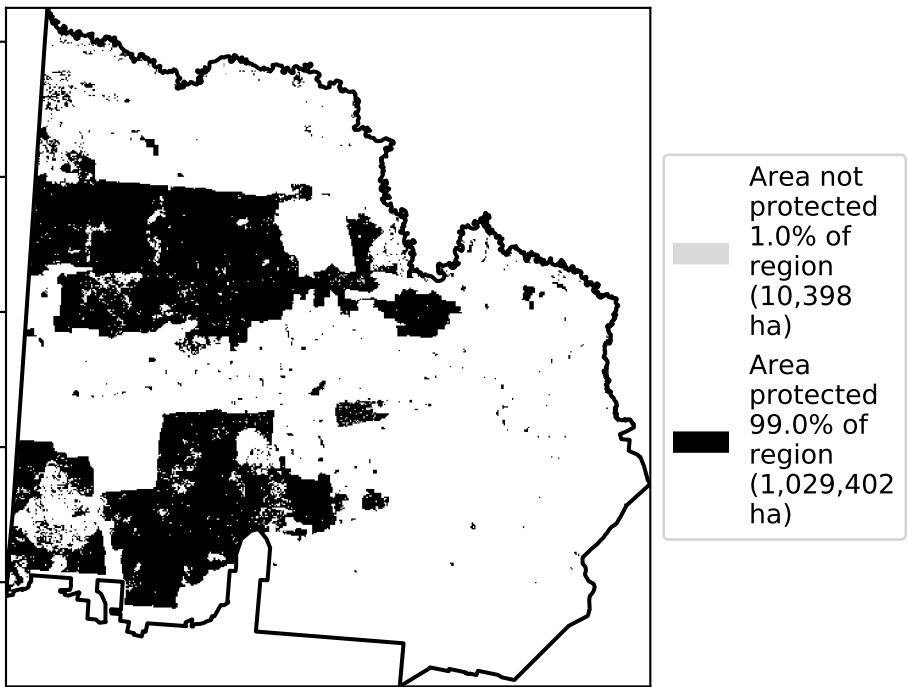 Area not
protected
1.0% of
region
(10,398
ha)
Area
protected
99.0% of
region
(1,029,402
ha)